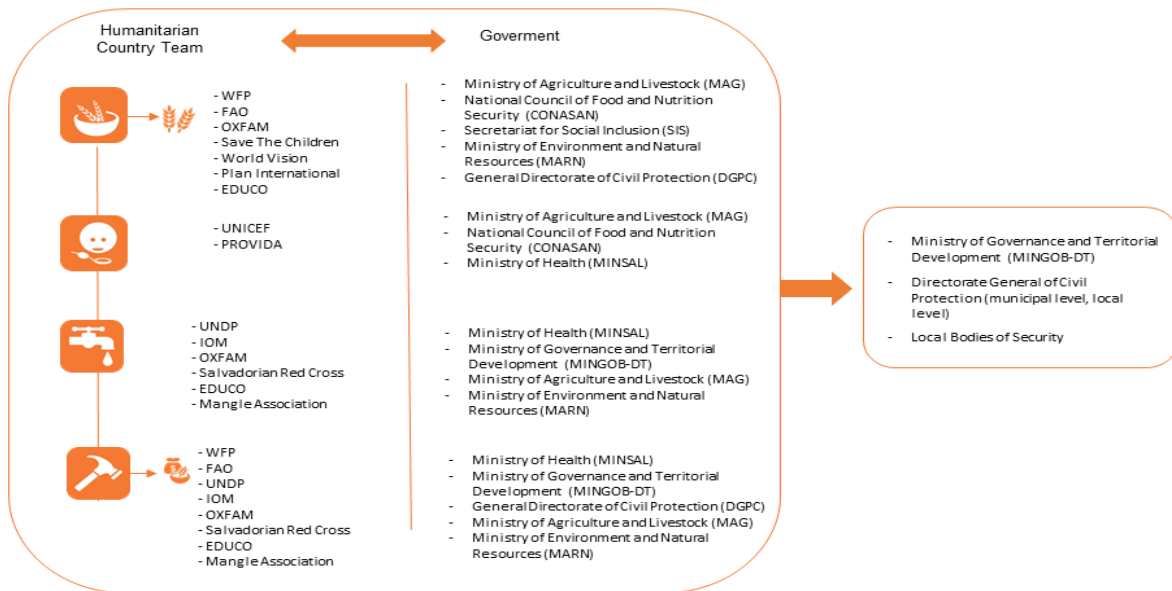 Humanitarian
Country Team
Goverment
- WFP
- FAO
- OXFAM
- Save The Children
- World Vision
- Plan International
- EDUCO
- Ministry of Agriculture and Livestock (MAG)
- National Council of Food and Nutrition
Security (CONASAN)
- Secretariat for Social Inclusion (SIS)
- Ministry of Environment and Natural
Resources (MARN)
- General Directorate of Civil Protection (DGPC)
- UNICEF
- PROVIDA
- Ministry of Agriculture and Livestock (MAG)
- National Council of Food and Nutrition
Security (CONASAN)
- Ministry of Health (MINSAL)
- UNDP
- IOM
- OXFAM
- Salvadorian Red Cross
- EDUCO
- Mangle Association
- Ministry of Health (MINSAL)
- Ministry of Governance and Territorial
Development (MINGOB-DT)
- Ministry of Agriculture and Livestock (MAG)
- Ministry of Environment and Natural
Resources (MARN)
- WFP
- FAO
- UNDP
- IOM
- OXFAM
- Salvadorian Red Cross
- EDUCO
- Mangle Association
- Ministry of Health (MINSAL)
- Ministry of Governance and Territorial
Development (MINGOB-DT)
- General Directorate of Civil Protection (DGPC)
- Ministry of Agriculture and Livestock (MAG)
- Ministry of Environment and Natural
Resources (MARN)
- Ministry of Governance and Territorial
Development (MINGOB-DT)
- Directorate General of Civil
Protection (municipal level, local
level)
- Local Bodies of Security